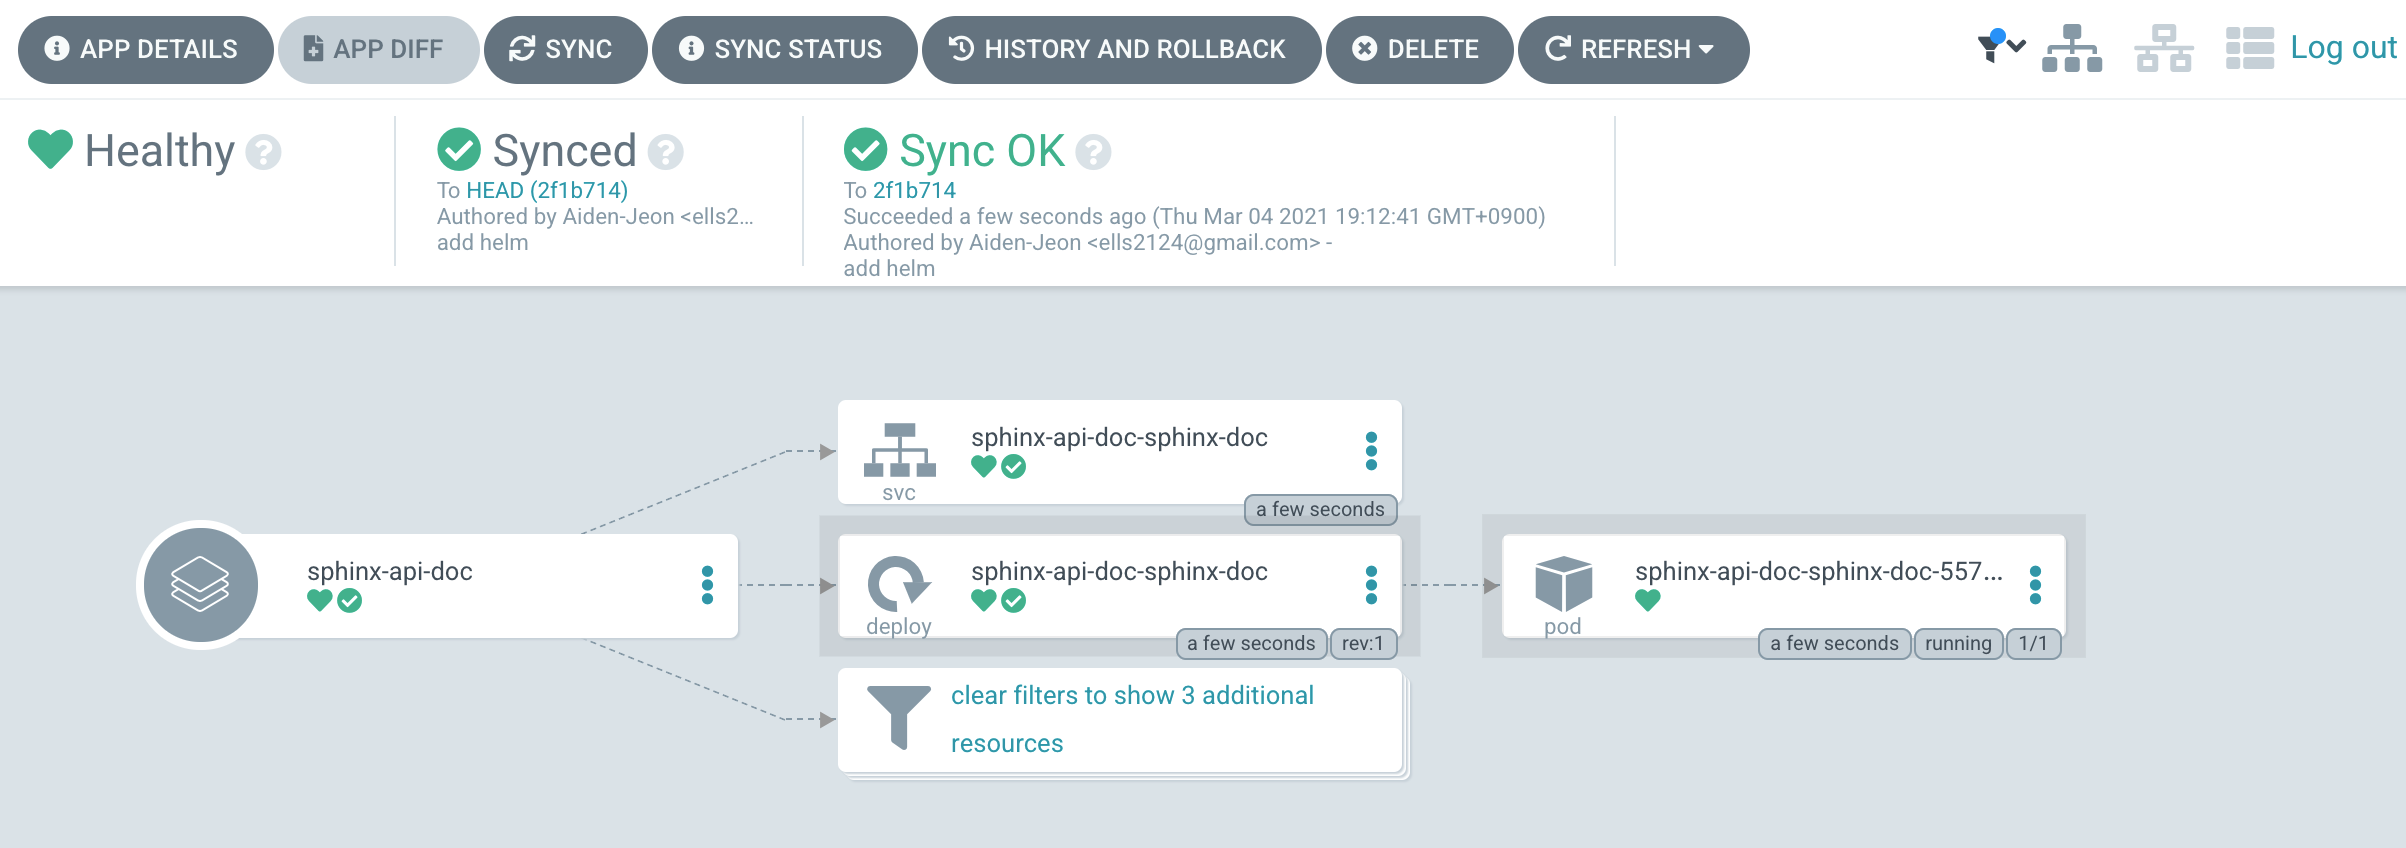 APP DETAILS
APP DIFF
SYNC
SYNC STATUS
HISTORY AND ROLLBACK
DELETE
REFRESH
Log out
Healthy
Synced
To HEAD (2f1b714)
Authored by Aiden-Jeon <ells2...
add helm
Sync OK
To 2f1b714
Succeeded a few seconds ago (Thu Mar 04 2021 19:12:41 GMT+0900)
Authored by Aiden-Jeon <ells2124@gmail.com> -
add helm
sphinx-api-doc
svc
sphinx-api-doc-sphinx-doc
a few seconds
deploy
sphinx-api-doc-sphinx-doc
a few seconds
rev:1
pod
sphinx-api-doc-sphinx-doc-557...
a few seconds
running
1/1
clear filters to show 3 additional
resources